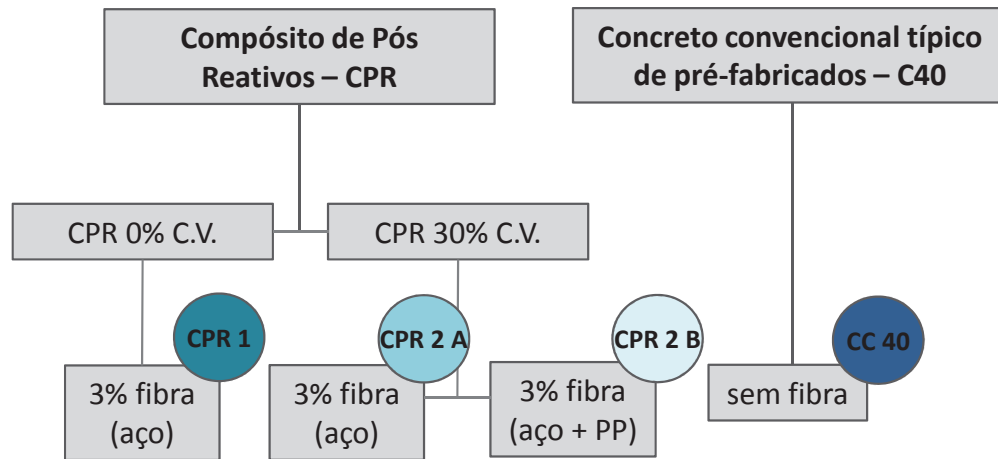 Compósito de Pós
Reativos – CPR
Concreto convencional típico
de pré-fabricados – C40
CPR 0% C.V.
CPR 30% C.V.
CPR 1
CPR 2 A
CPR 2 B
CC 40
3% fibra
(aço)
3% fibra
(aço)
3% fibra
(aço + PP)
sem fibra